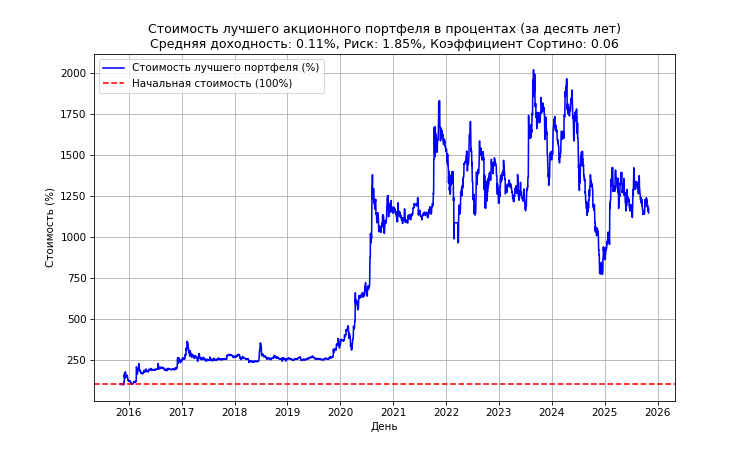 Стоимость лучшего акционного портфеля в процентах (за десять лет)
Средняя доходность: 0.11%, Риск: 1.85%, Коэффициент Сортино: 0.06
Стоимость лучшего портфеля (%)
Начальная стоимость (100%)
Стоимость (%)
2000
1750
1500
1250
1000
750
500
250
2016 2017 2018 2019 2020 2021 2022 2023 2024 2025 2026
День